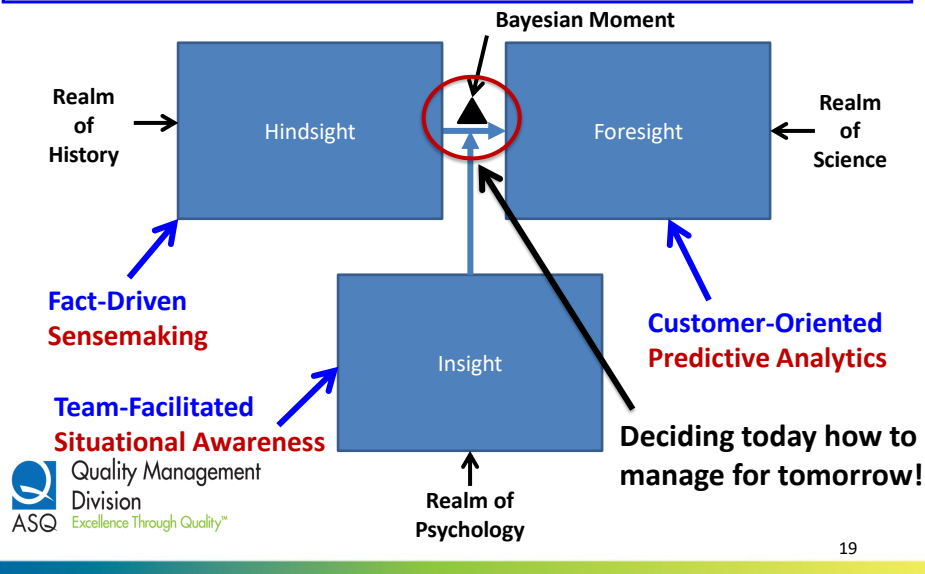 Bayesian Moment
Realm
of
History
Hindsight
Foresight
Realm
of
Science
Fact-Driven
Sensemaking
Customer-Oriented
Predictive Analytics
Insight
Team-Facilitated
Situational Awareness
Deciding today how to
manage for tomorrow!
Realm of
Psychology
ASQ
Quality Management
Division
Excellence Through Quality™
19